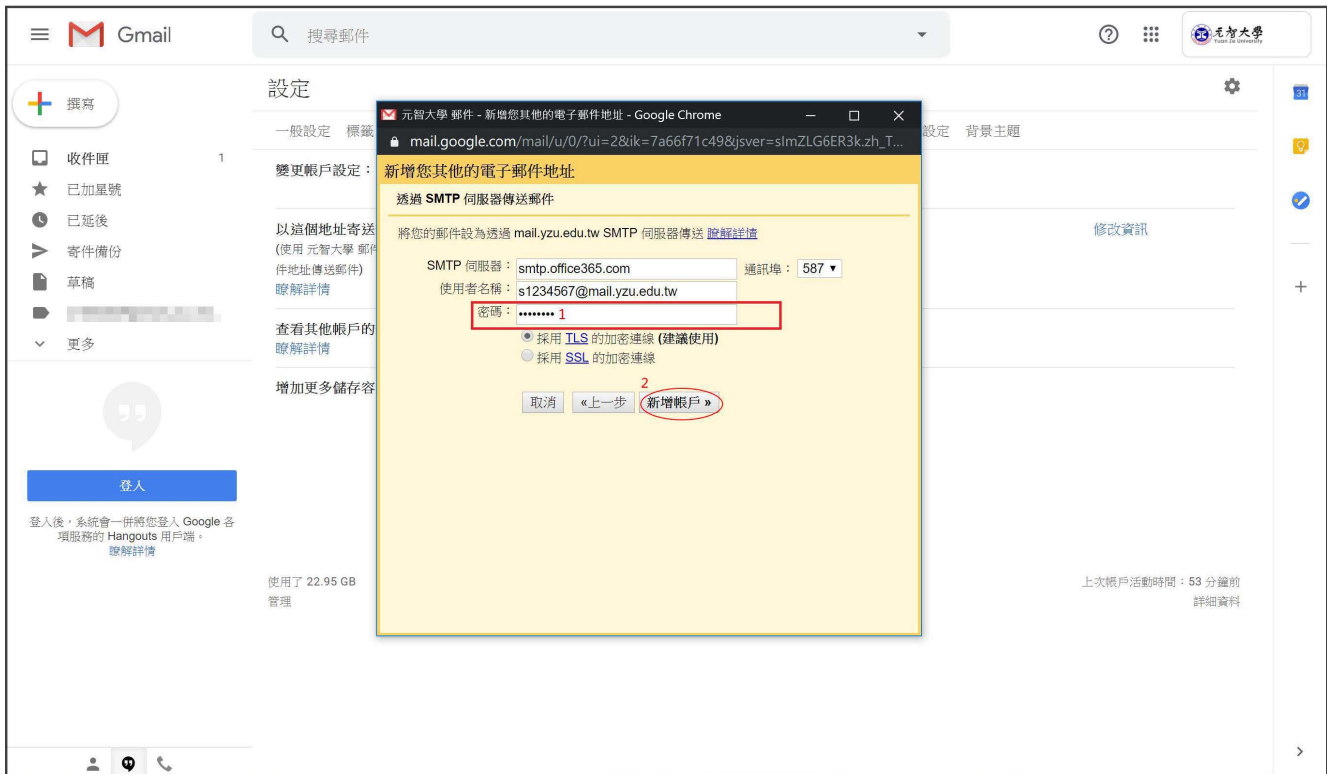 Gmail
搜尋郵件
元智大學
Yuan Ze University
撰寫
設定
31
元智大學 郵件 - 新增您其他的電子郵件地址 - Google Chrome
一般設定 標籤
設定 背景主題
mail.google.com/mail/u/0/?ui=2&ik=7a66f71c49&jsver=slmZLG6ER3k.zh_T...
收件匣 1
變更帳戶設定：
新增您其他的電子郵件地址
已加星號
透過 SMTP 伺服器傳送郵件
已延後
以這個地址寄送
將您的郵件設為透過 mail.yzu.edu.tw SMTP 伺服器傳送 瞭解詳情
修改資訊
寄件備份
(使用 元智大學 郵件
件地址傳送郵件)
SMTP 伺服器： smtp.office365.com 通訊埠： 587
草稿
瞭解詳情
使用者名稱： s1234567@mail.yzu.edu.tw
密碼： •••••••• 1
查看其他帳戶的
瞭解詳情
採用 TLS 的加密連線 (建議使用)
更多
採用 SSL 的加密連線
增加更多儲存容
2
取消 «上一步 新增帳戶 »
登入
登入後，系統會一併將您登入 Google 各
項服務的 Hangouts 用戶端。
瞭解詳情
使用了 22.95 GB
管理
上次帳戶活動時間：53 分鐘前
詳細資料